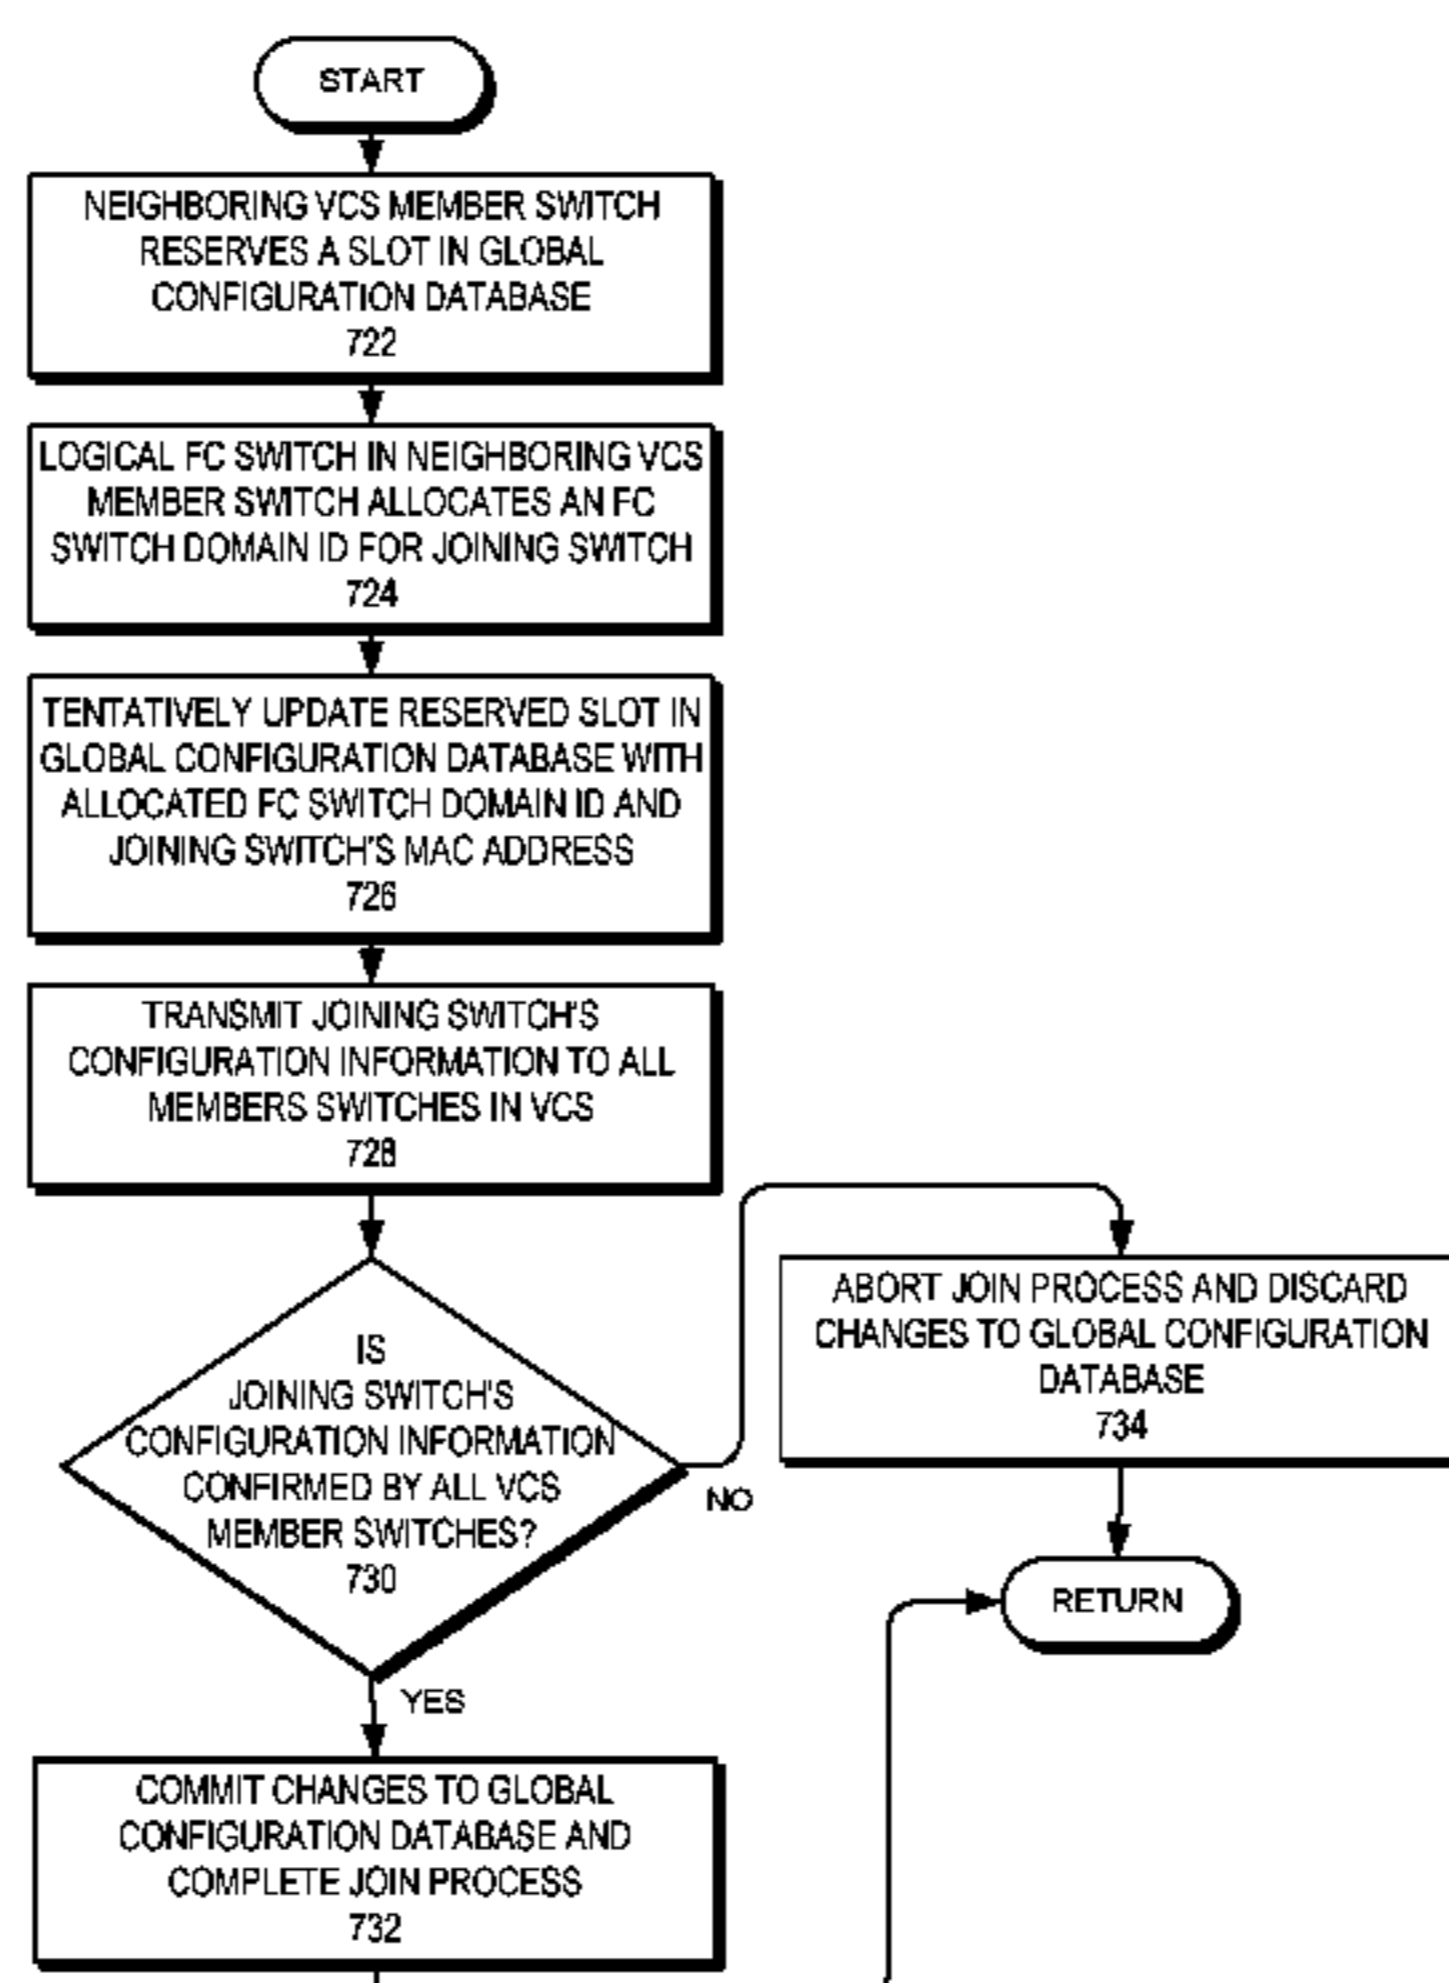 START
NEIGHBORING VCS MEMBER SWITCH
RESERVES A SLOT IN GLOBAL
CONFIGURATION DATABASE
722
LOGICAL FC SWITCH IN NEIGHBORING VCS
MEMBER SWITCH ALLOCATES AN FC
SWITCH DOMAIN ID FOR JOINING SWITCH
724
TENTATIVELY UPDATE RESERVED SLOT IN
GLOBAL CONFIGURATION DATABASE WITH
ALLOCATED FC SWITCH DOMAIN ID AND
JOINING SWITCH'S MAC ADDRESS
726
TRANSMIT JOINING SWITCH'S
CONFIGURATION INFORMATION TO ALL
MEMBERS SWITCHES IN VCS
728
IS
JOINING SWITCH'S
CONFIGURATION INFORMATION
CONFIRMED BY ALL VCS
MEMBER SWITCHES?
730
NO
ABORT JOIN PROCESS AND DISCARD
CHANGES TO GLOBAL CONFIGURATION
DATABASE
734
RETURN
YES
COMMIT CHANGES TO GLOBAL
CONFIGURATION DATABASE AND
COMPLETE JOIN PROCESS
732